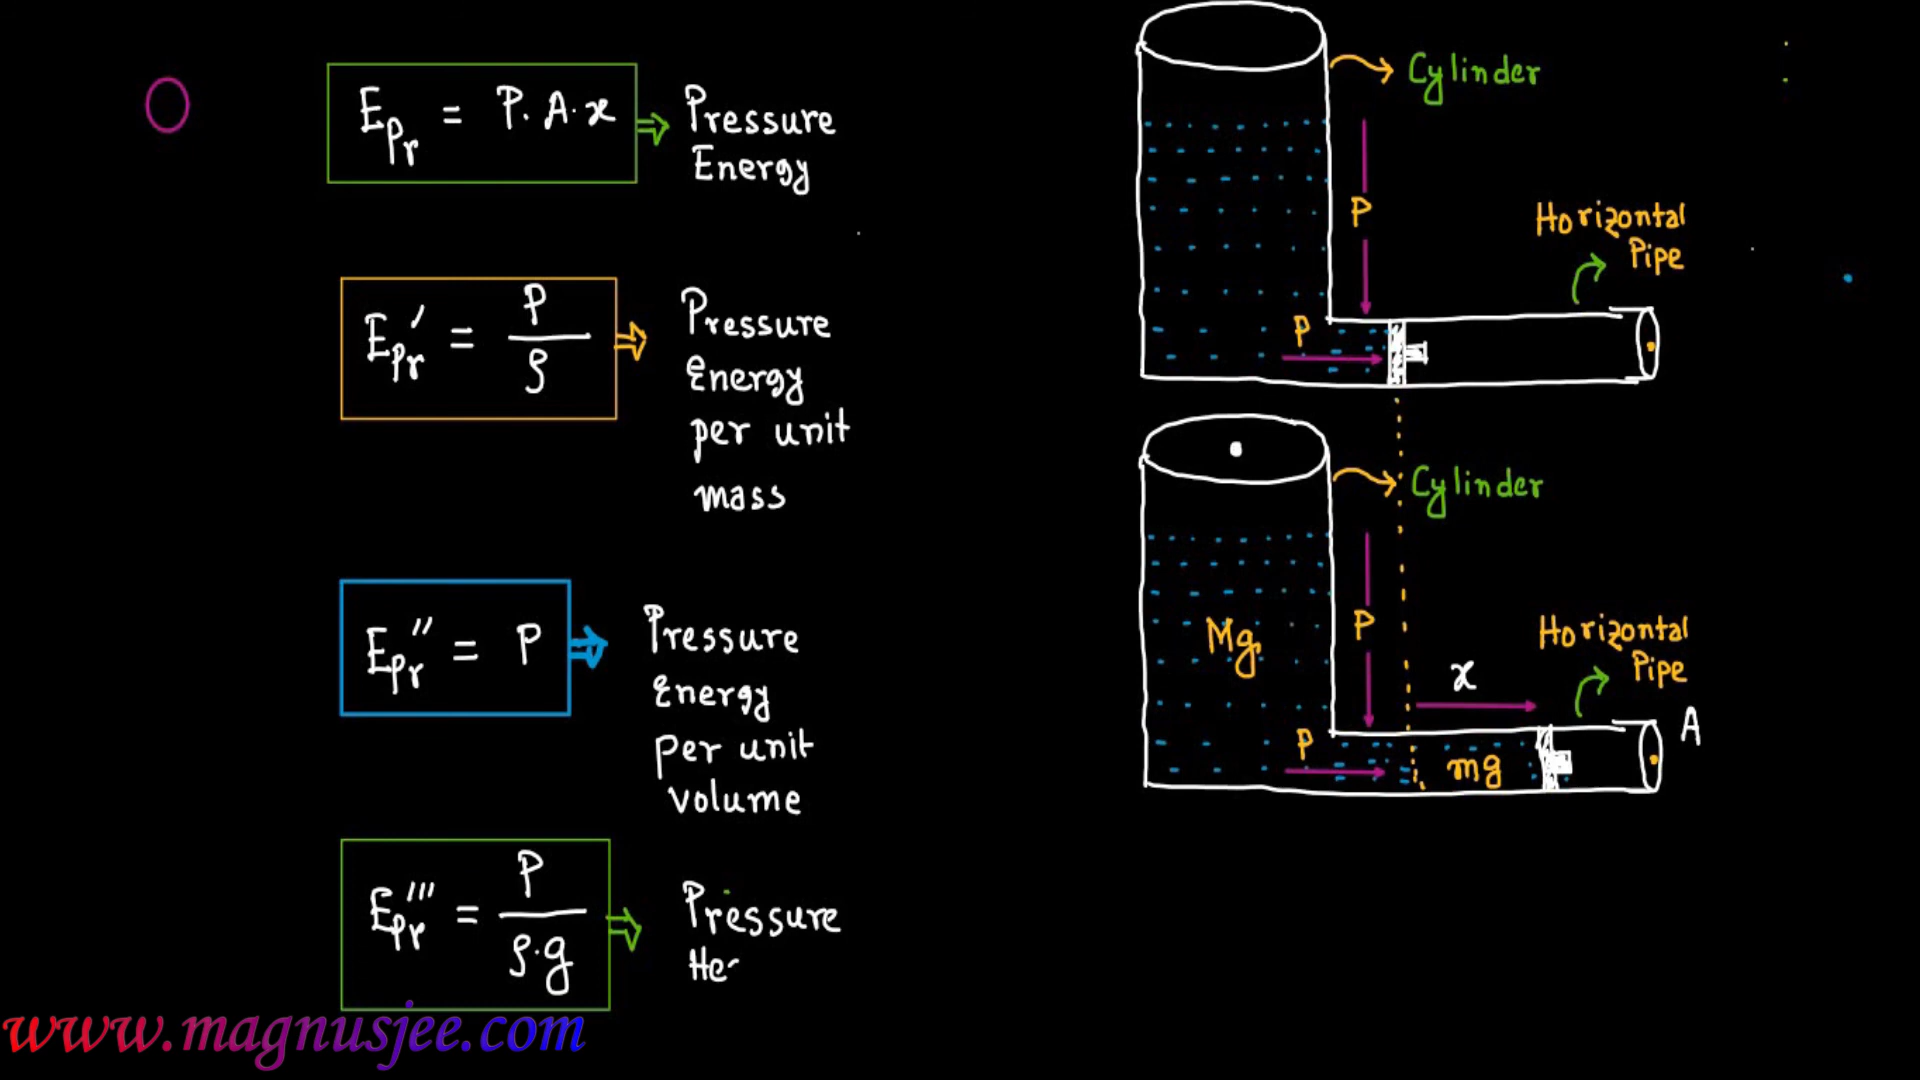 E_Pr = P. A. x ⇒ Pressure
Energy
E_Pr' = P/ρ ⇒ Pressure
Energy
per unit
mass
E_Pr'' = P ⇒ Pressure
Energy
per unit
volume
E_Pr''' = P/ρ.g ⇒ Pressure
He
Cylinder
P
Horizontal
Pipe
P
Cylinder
Mg
P
x
Horizontal
Pipe
A
P
mg
www.magnusjee.com